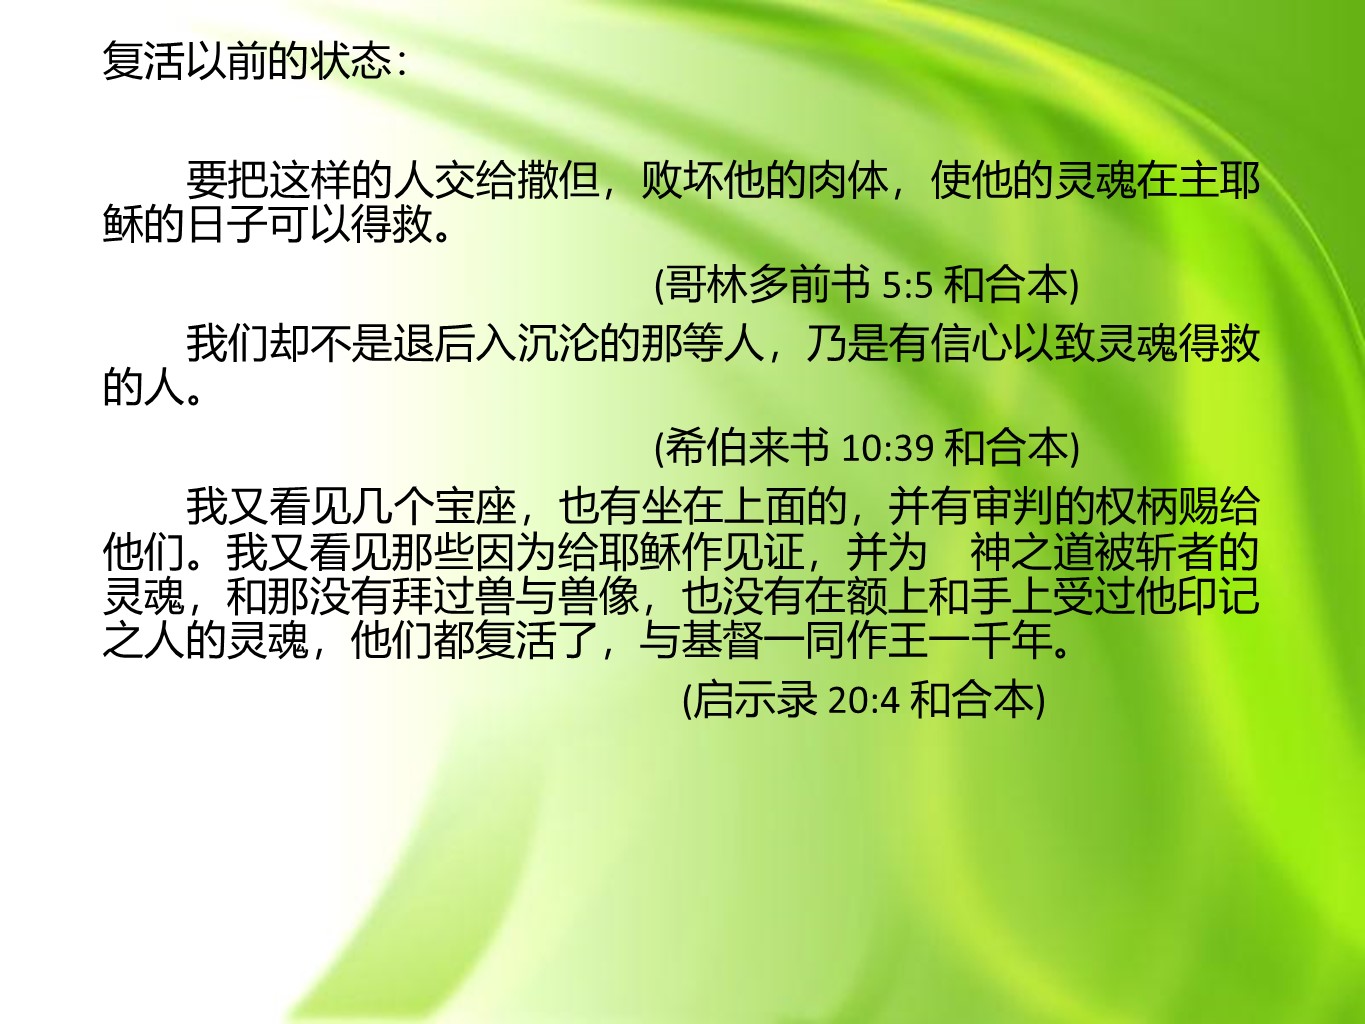 复活以前的状态：
要把这样的人交给撒但，败坏他的肉体，使他的灵魂在主耶
稣的日子可以得救。
(哥林多前书 5:5 和合本)
我们却不是退后入沉沦的那等人，乃是有信心以致灵魂得救
的人。
(希伯来书 10:39 和合本)
我又看见几个宝座，也有坐在上面的，并有审判的权柄赐给
他们。我又看见那些因为给耶稣作见证，并为　神之道被斩者的
灵魂，和那没有拜过兽与兽像，也没有在额上和手上受过他印记
之人的灵魂，他们都复活了，与基督一同作王一千年。
(启示录 20:4 和合本)